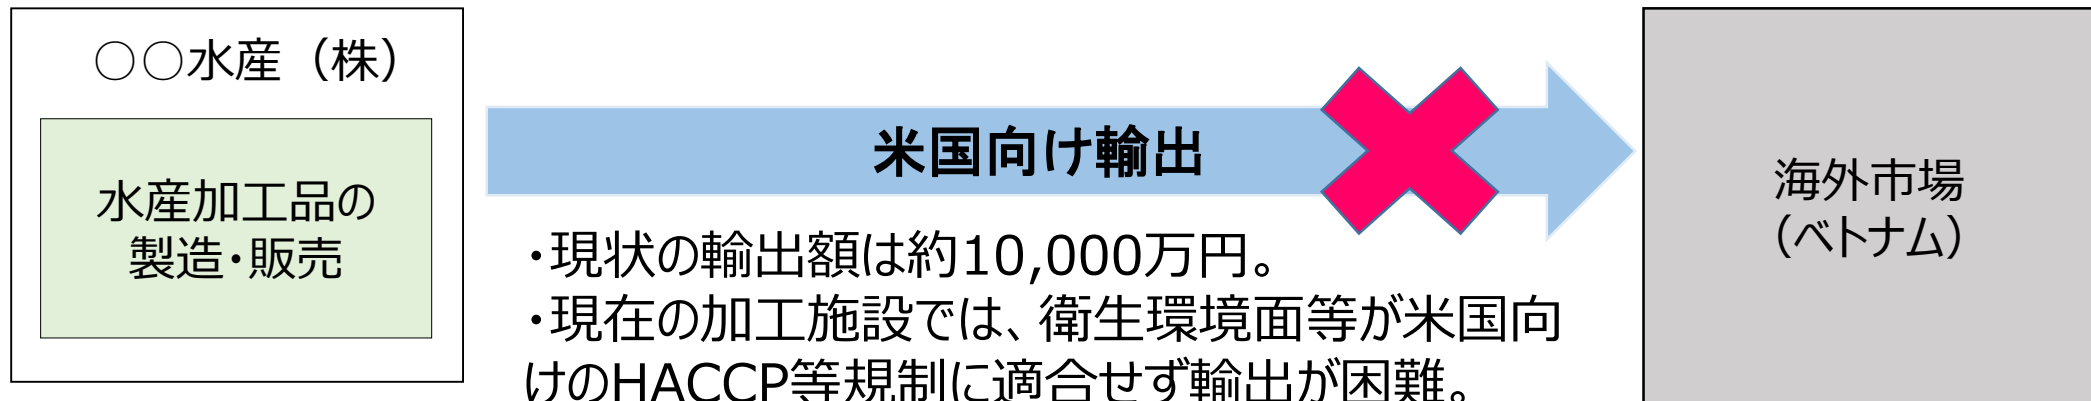 ○○水産（株）
水産加工品の
製造・販売
米国向け輸出
・現状の輸出額は約10,000万円。
・現在の加工施設では、衛生環境面等が米国向
けのHACCP等規制に適合せず輸出が困難。
海外市場
（ベトナム）